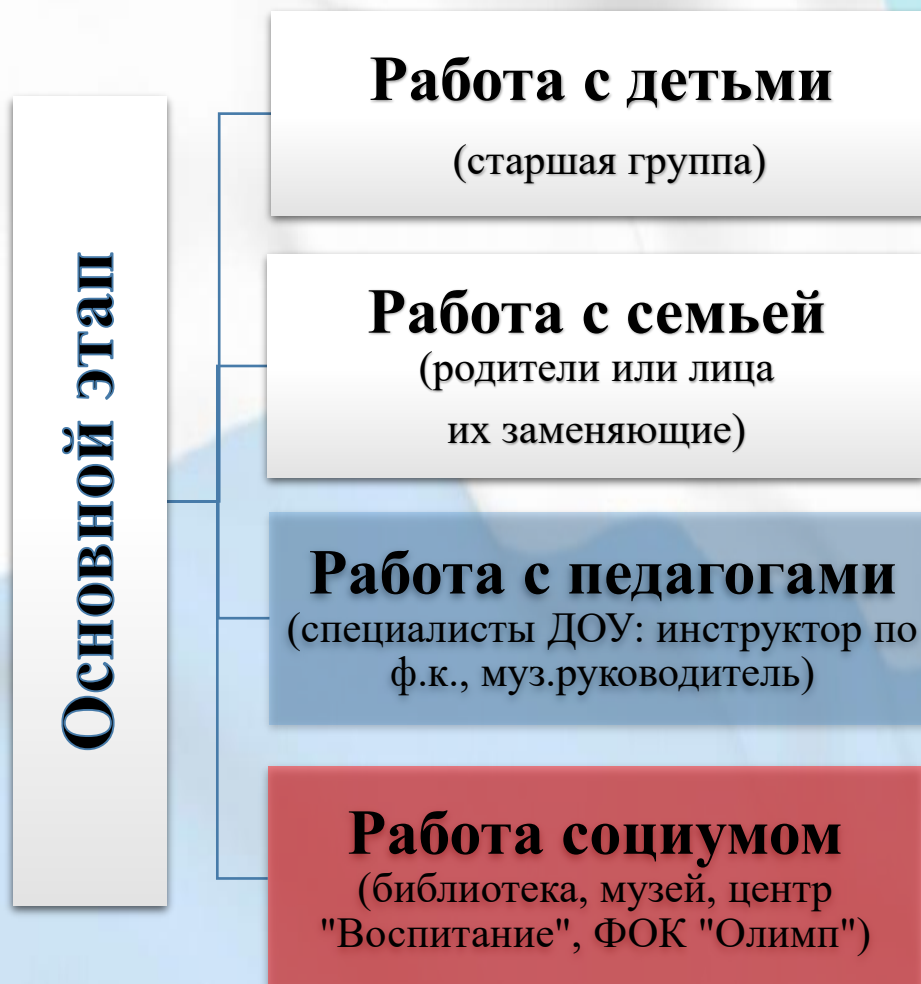 Основной этап
Работа с детьми
(старшая группа)
Работа с семьей
(родители или лица
их заменяющие)
Работа с педагогами
(специалисты ДОУ: инструктор по
ф.к., муз.руководитель)
Работа социумом
(библиотека, музей, центр
"Воспитание", ФОК "Олимп")